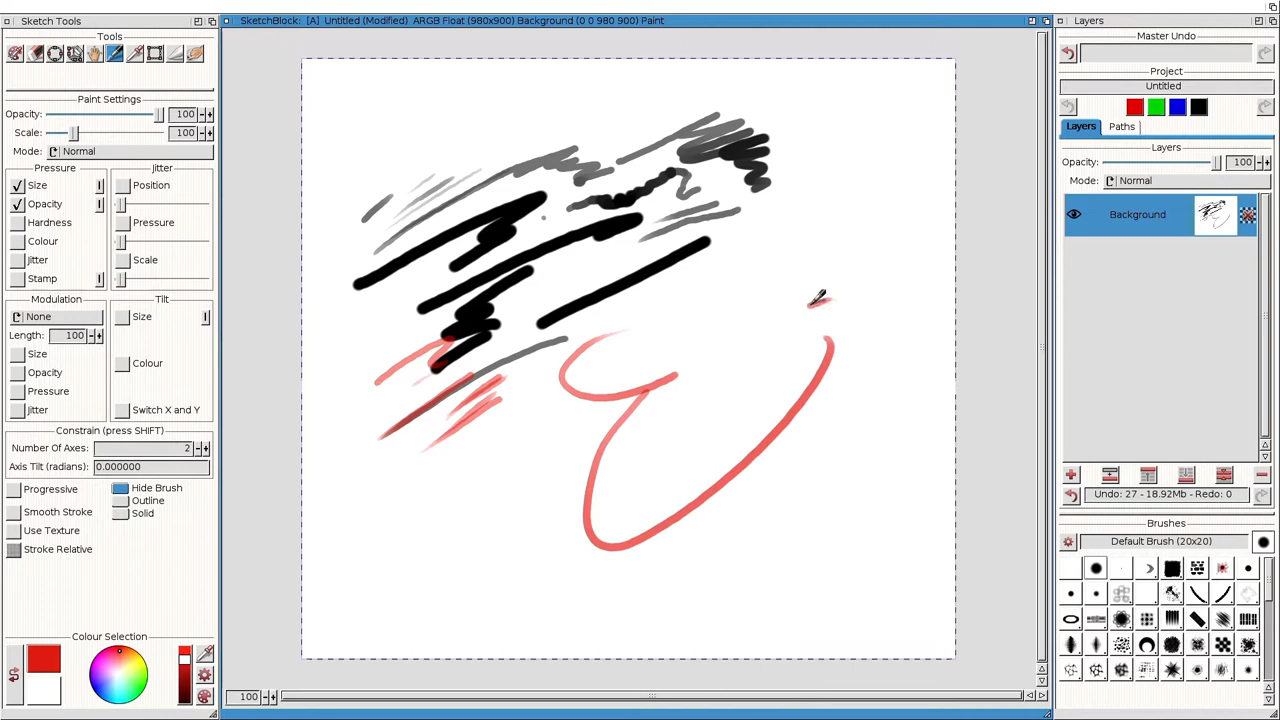 Sketch Tools
SketchBlock: [A]  Untitled (Modified)  ARGB Float (980x900) Background (0 0 980 900) Paint
Layers
Tools
Paint Settings
Opacity: 100
Scale: 100
Mode: Normal
Pressure
Jitter
Size
Position
Opacity
Hardness
Pressure
Colour
Jitter
Scale
Stamp
Modulation
Tilt
None
Size
Length: 100
Size
Colour
Opacity
Pressure
Jitter
Switch X and Y
Constrain (press SHIFT)
Number Of Axes: 2
Axis Tilt (radians): 0.000000
Progressive
Hide Brush
Smooth Stroke
Outline
Use Texture
Solid
Stroke Relative
Colour Selection
100
Master Undo
Project
Untitled
Layers
Paths
Layers
Opacity: 100
Mode: Normal
Background
Undo: 27 - 18.92Mb - Redo: 0
Brushes
Default Brush (20x20)